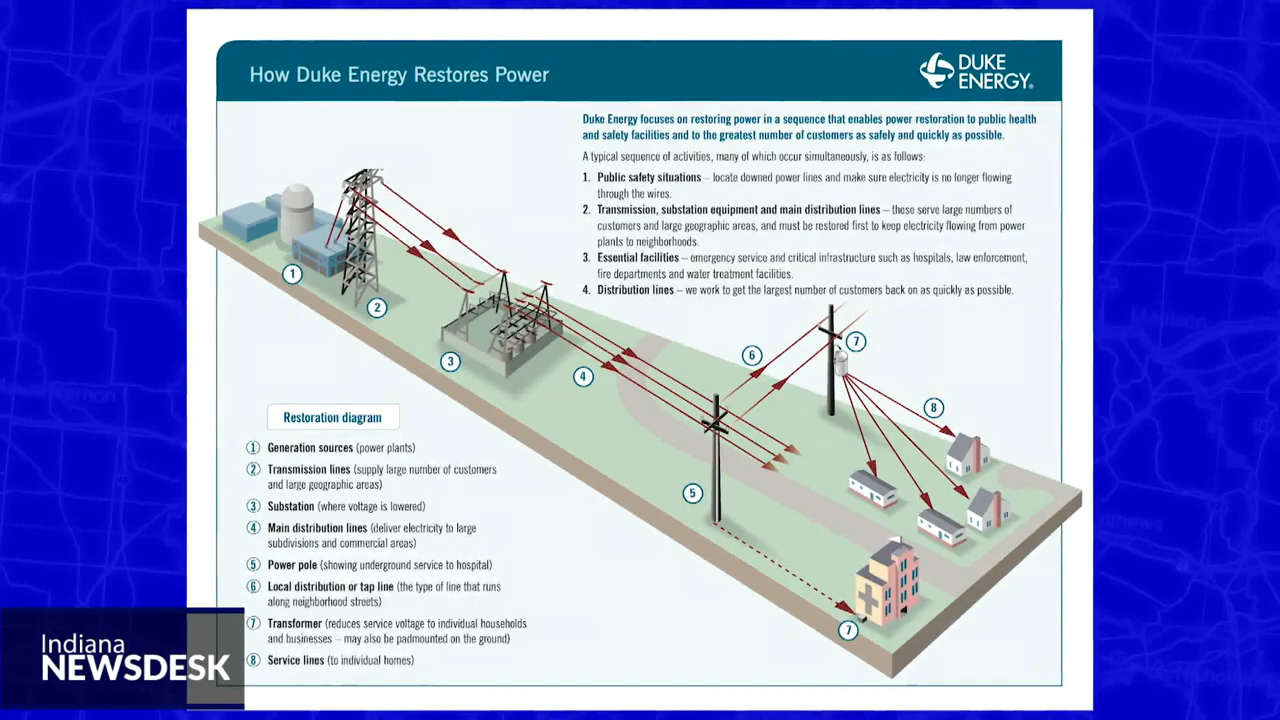 How Duke Energy Restores Power
DUKE
ENERGY®
Duke Energy focuses on restoring power in a sequence that enables power restoration to public health
and safety facilities and to the greatest number of customers as safely and quickly as possible.
A typical sequence of activities, many of which occur simultaneously, is as follows:
1. Public safety situations – locate downed power lines and make sure electricity is no longer flowing
through the wires.
2. Transmission, substation equipment and main distribution lines – these serve large numbers of
customers and large geographic areas, and must be restored first to keep electricity flowing from power
plants to neighborhoods.
3. Essential facilities – emergency service and critical infrastructure such as hospitals, law enforcement,
fire departments and water treatment facilities.
4. Distribution lines – we work to get the largest number of customers back on as quickly as possible.
1
2
3
4
5
6
7
8
7
Restoration diagram
1 Generation sources (power plants)
2 Transmission lines (supply large number of customers
and large geographic areas)
3 Substation (where voltage is lowered)
4 Main distribution lines (deliver electricity to large
subdivisions and commercial areas)
5 Power pole (showing underground service to hospital)
6 Local distribution or tap line (the type of line that runs
along neighborhood streets)
7 Transformer (reduces service voltage to individual households
and businesses – may also be padmounted on the ground)
8 Service lines (to individual homes)
Indiana
NEWSDESK